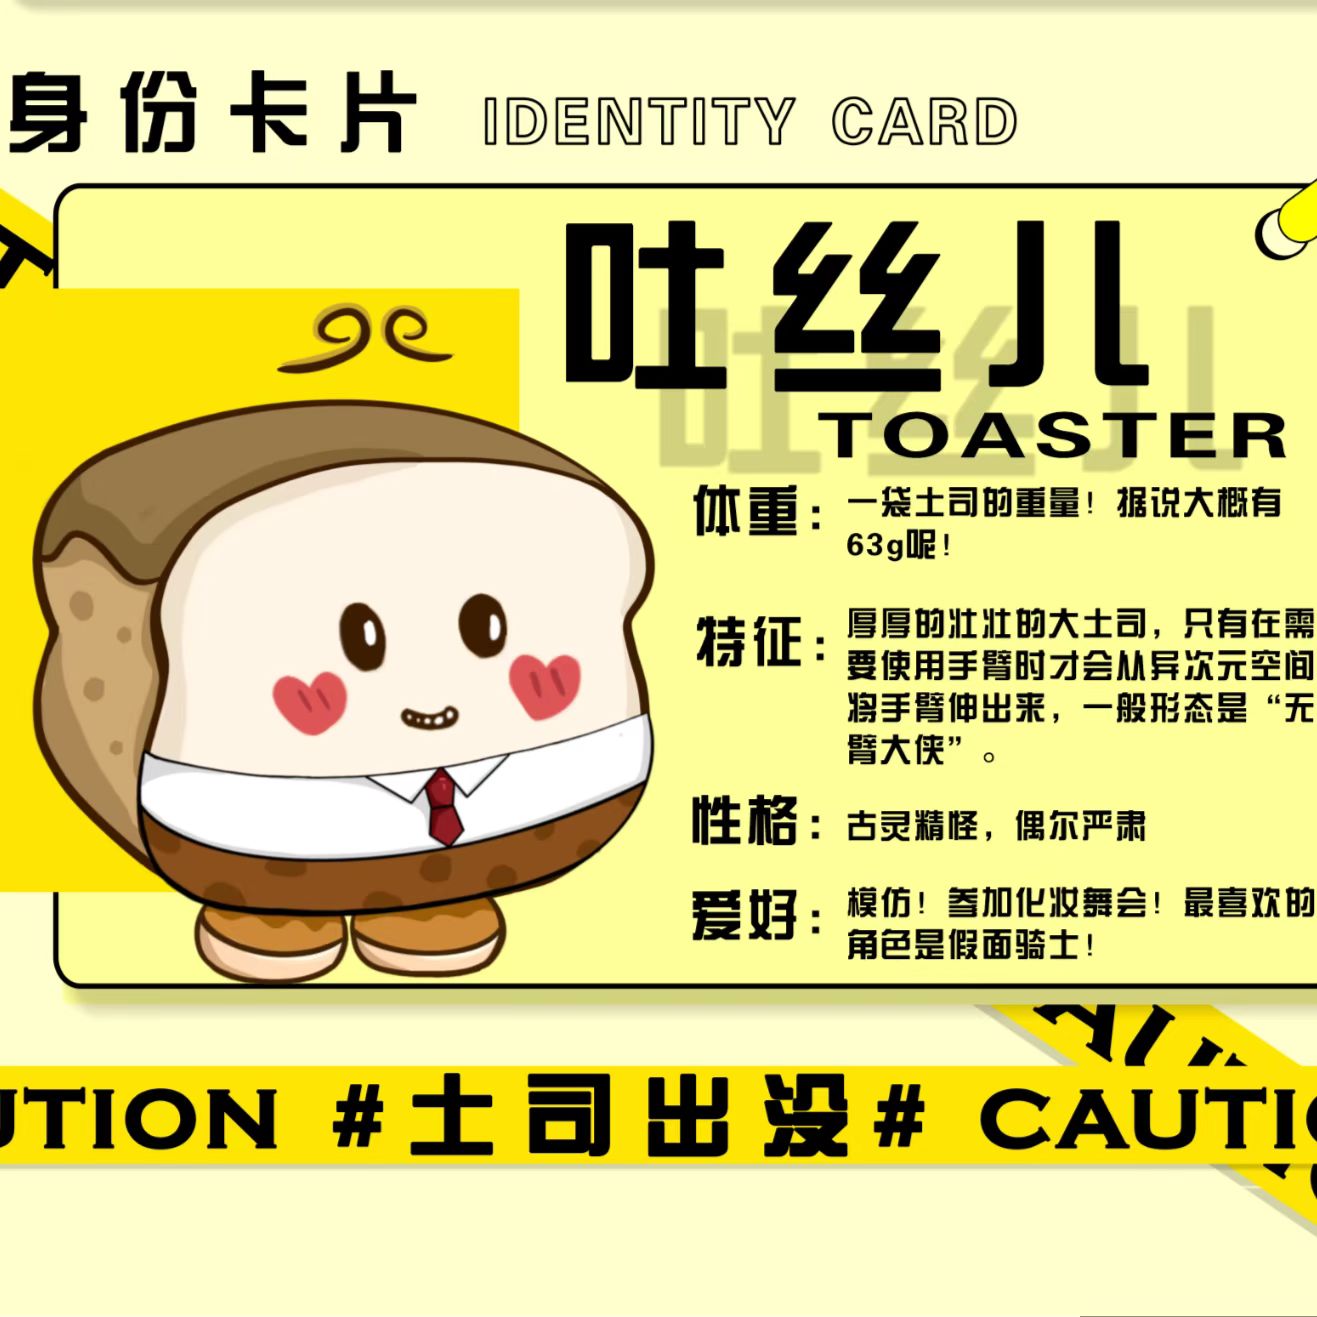 身份卡片 IDENTITY CARD
吐丝儿
TOASTER
体重：一袋土司的重量！据说大概有
63g呢！
特征：厚厚的壮壮的大土司，只有在需
要使用手臂时才会从异次元空间
将手臂伸出来，一般形态是“无
臂大侠”。
性格：古灵精怪，偶尔严肃
爱好：模仿！参加化妆舞会！最喜欢的
角色是假面骑士！
UTION #土司出没# CAUTIO